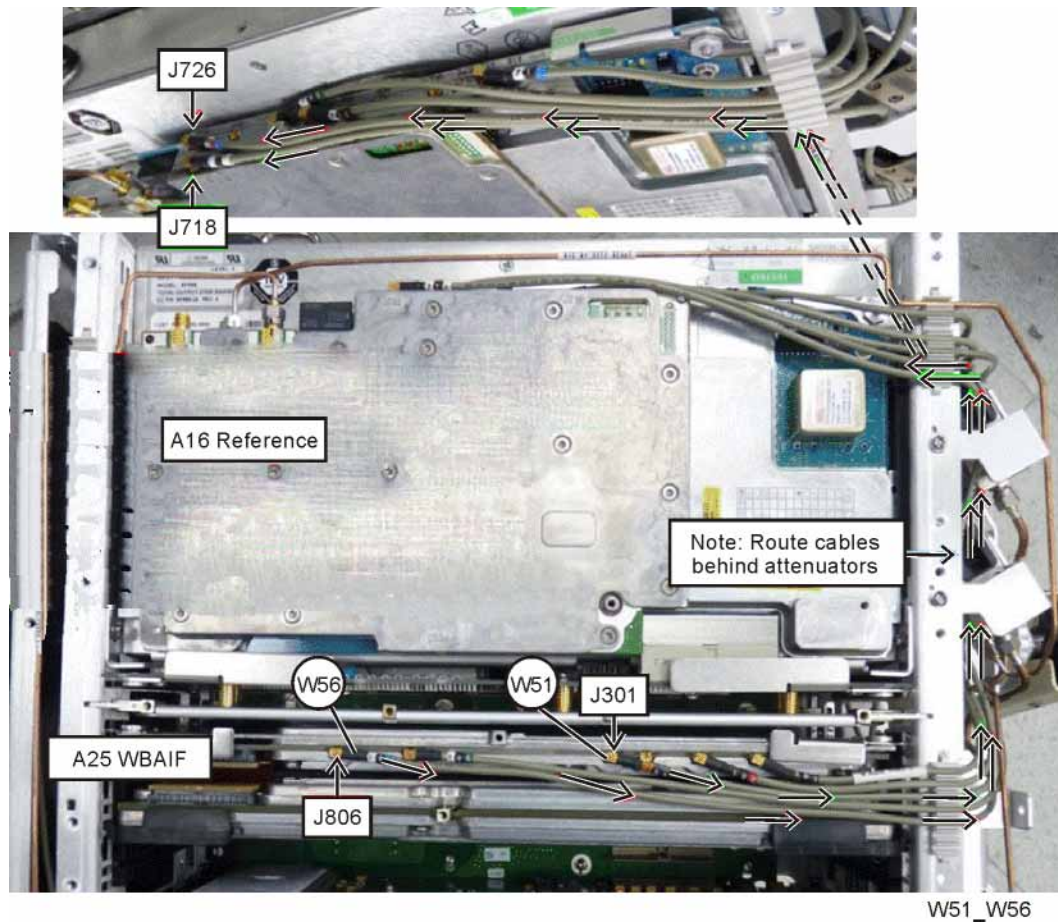 J726
J718
A16 Reference
Note: Route cables
behind attenuators
W56
W51
J301
A25 WBAIF
J806
W51_W56